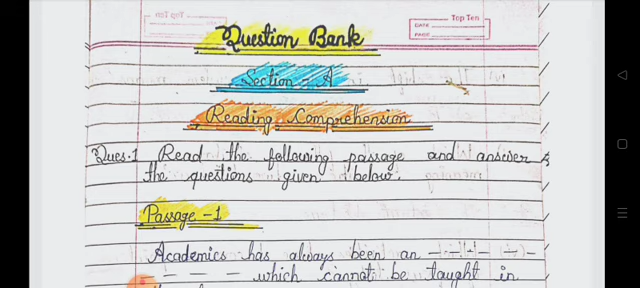 Top Ten
DATE
PAGE
Question Bank
Section - A
Reading Comprehension
Ques.1 Read the following passage and answer
the questions given below.
Passage - 1
Academics has always been an - - - - - -
- - - - - which cannot be taught in